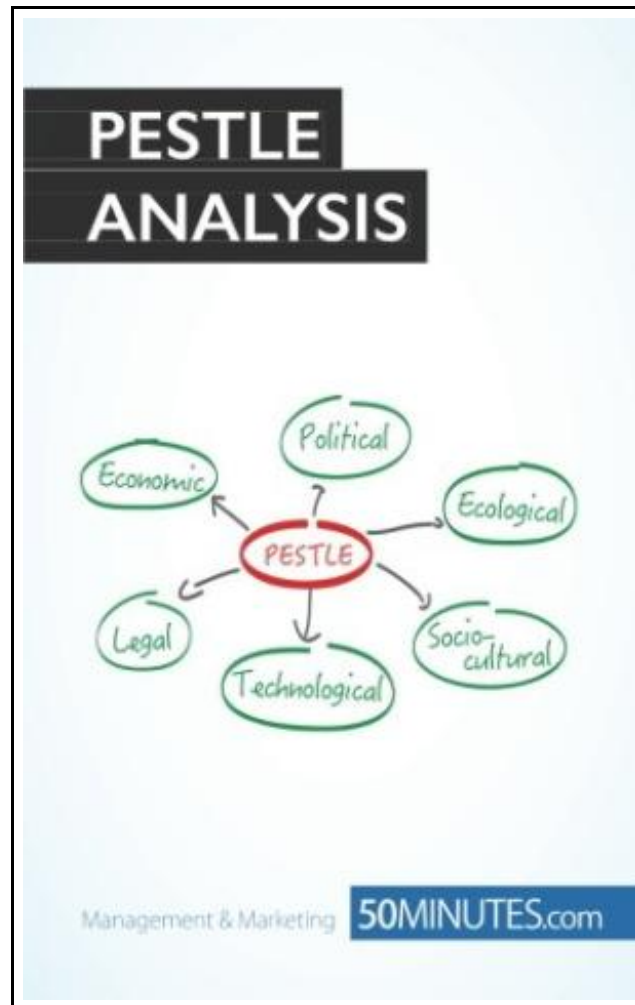 PESTLE
ANALYSIS
Political
Economic
Ecological
PESTLE
Legal
Socio-
cultural
Technological
Management & Marketing 50MINUTES.com